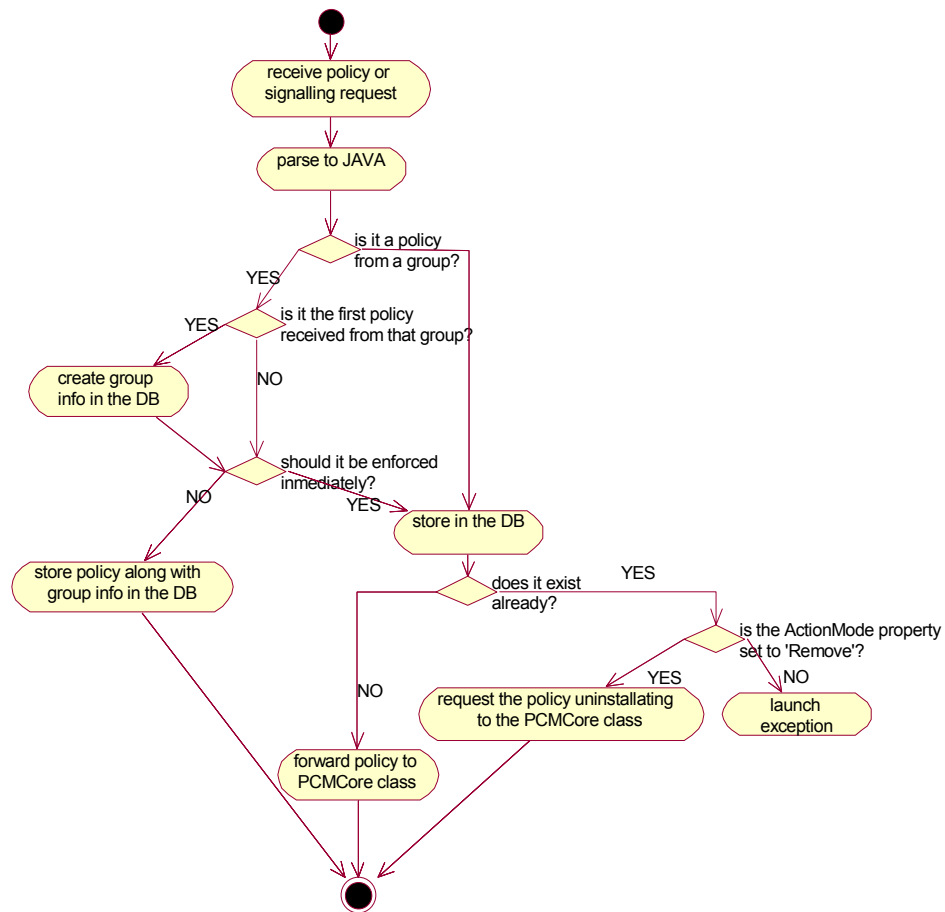 receive policy or
signalling request
parse to JAVA
is it a policy
from a group?
YES
is it the first policy
received from that group?
YES
create group
info in the DB
NO
should it be enforced
inmediately?
NO
YES
store in the DB
store policy along with
group info in the DB
does it exist
already?
YES
is the ActionMode property
set to 'Remove'?
NO
YES
NO
request the policy uninstallating
to the PCMCore class
launch
exception
forward policy to
PCMCore class